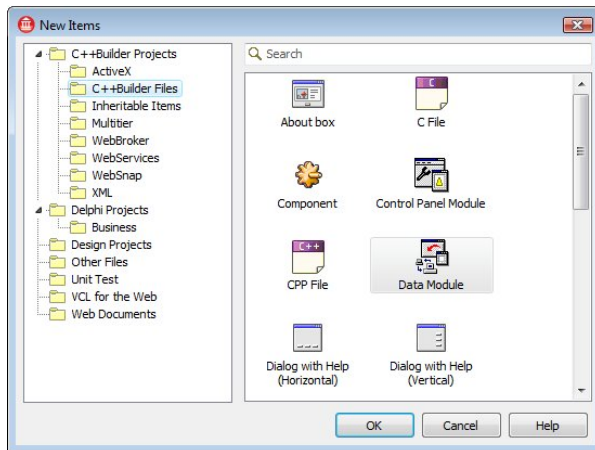 New Items
C++Builder Projects
ActiveX
C++Builder Files
Inheritable Items
Multitier
WebBroker
WebServices
WebSnap
XML
Delphi Projects
Business
Design Projects
Other Files
Unit Test
VCL for the Web
Web Documents
Search
About box
C
C File
Component
Control Panel Module
C++
CPP File
Data Module
Dialog with Help
(Horizontal)
Dialog with Help
(Vertical)
OK
Cancel
Help